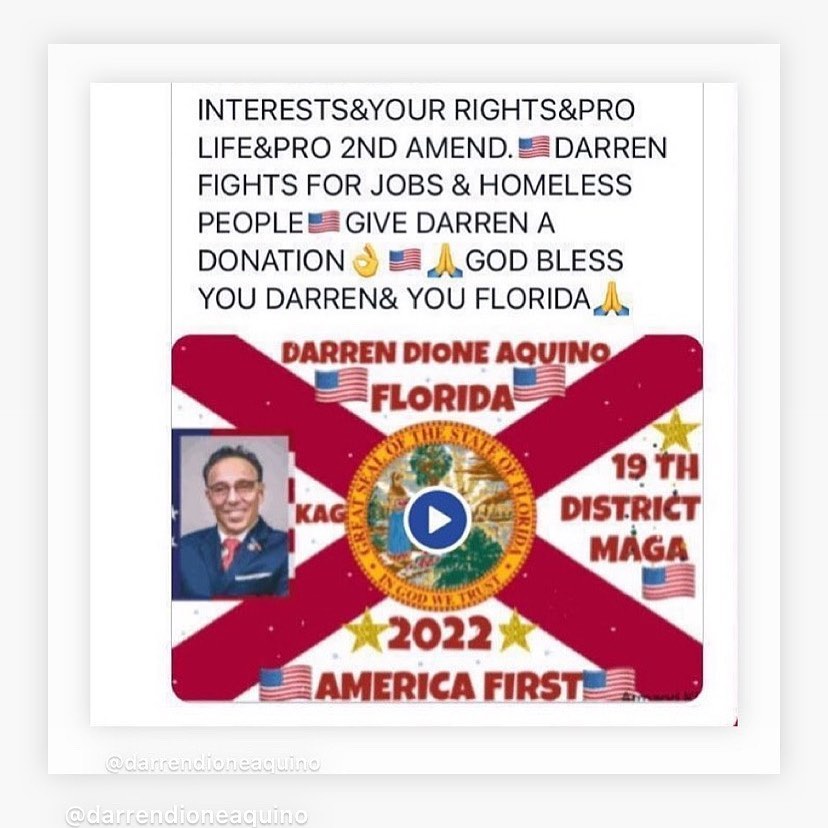 INTERESTS&YOUR RIGHTS&PRO
LIFE&PRO 2ND AMEND.🇺🇸DARREN
FIGHTS FOR JOBS & HOMELESS
PEOPLE🇺🇸GIVE DARREN A
DONATION👌🇺🇸🙏GOD BLESS
YOU DARREN& YOU FLORIDA🙏
DARREN DIONE AQUINO
FLORIDA
GREAT SEAL OF THE STATE OF FLORIDA
IN GOD WE TRUST
KAG
19 TH
DISTRICT
MAGA
2022
AMERICA FIRST
@darrendioneaquino
@darrendioneaquino